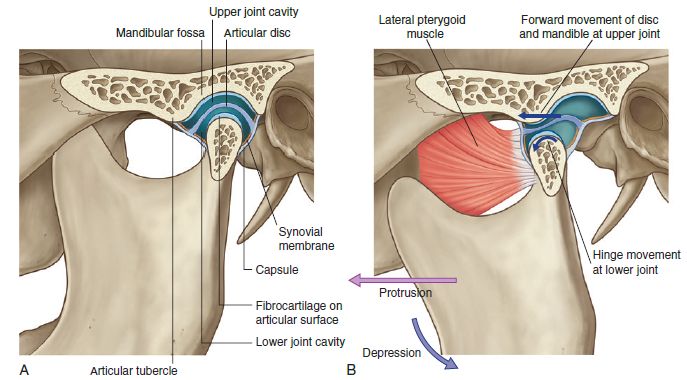 Upper joint cavity
Mandibular fossa
Articular disc
Synovial
membrane
Capsule
Fibrocartilage on
articular surface
Lower joint cavity
Articular tubercle
A
Lateral pterygoid
muscle
Forward movement of disc
and mandible at upper joint
Hinge movement
at lower joint
Protrusion
Depression
B